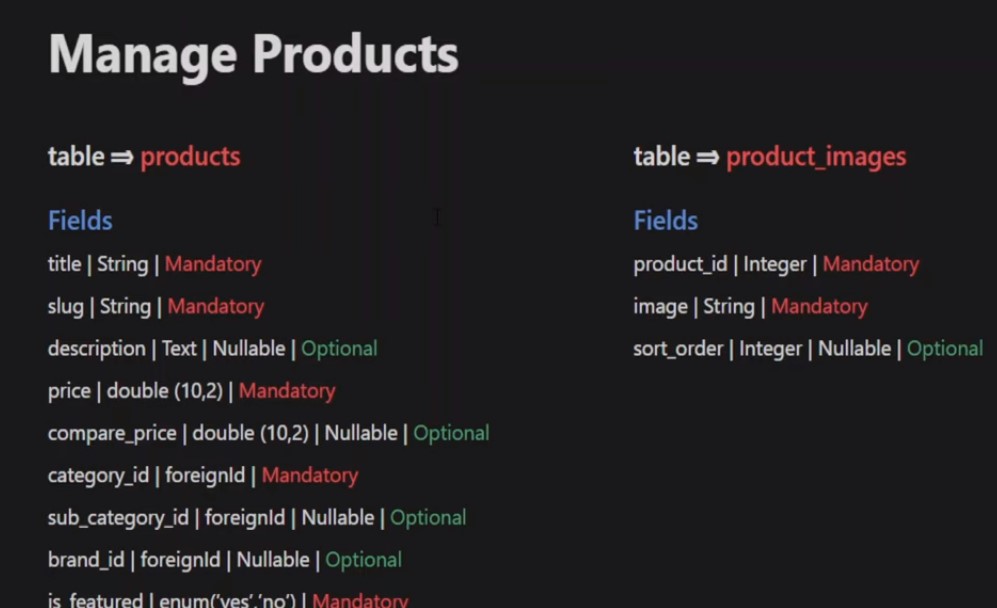 Manage Products
table ⇒ products
Fields
title | String | Mandatory
slug | String | Mandatory
description | Text | Nullable | Optional
price | double (10,2) | Mandatory
compare_price | double (10,2) | Nullable | Optional
category_id | foreignId | Mandatory
sub_category_id | foreignId | Nullable | Optional
brand_id | foreignId | Nullable | Optional
is_featured | enum('yes','no') | Mandatory
table ⇒ product_images
Fields
product_id | Integer | Mandatory
image | String | Mandatory
sort_order | Integer | Nullable | Optional